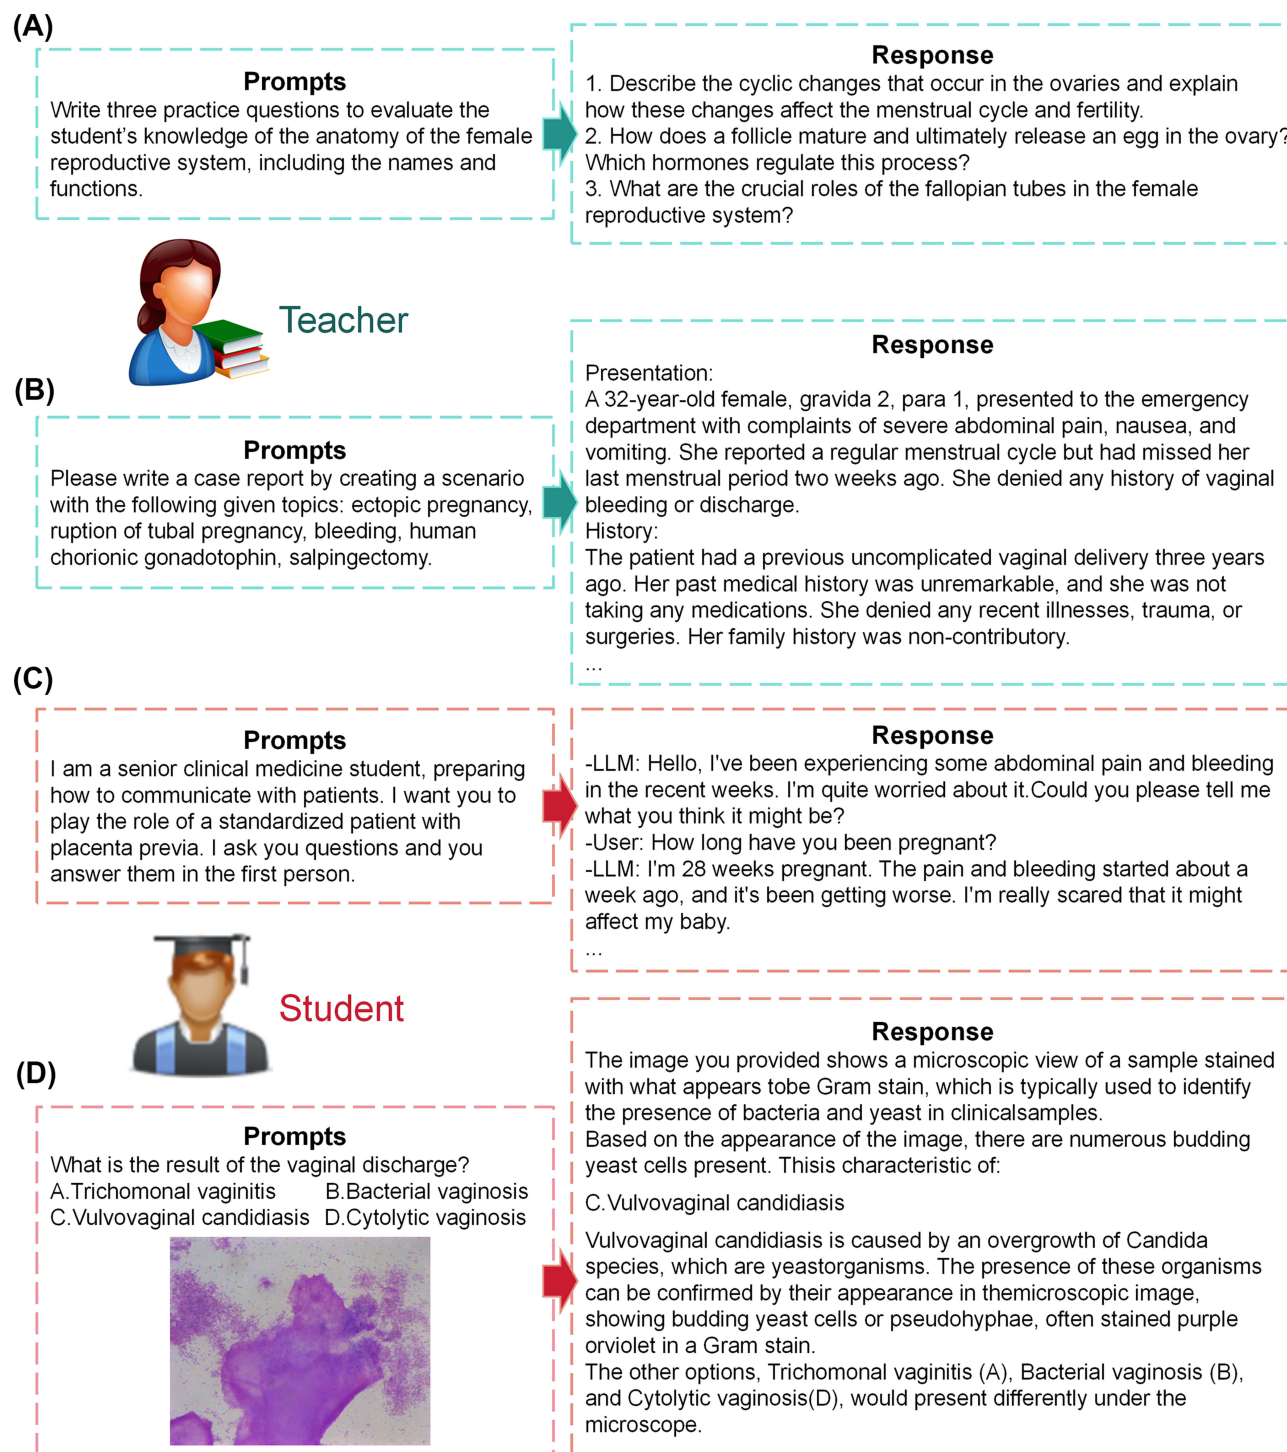 (A)
Prompts
Write three practice questions to evaluate the
student's knowledge of the anatomy of the female
reproductive system, including the names and
functions.
Response
1. Describe the cyclic changes that occur in the ovaries and explain
how these changes affect the menstrual cycle and fertility.
2. How does a follicle mature and ultimately release an egg in the ovary?
Which hormones regulate this process?
3. What are the crucial roles of the fallopian tubes in the female
reproductive system?
Teacher
(B)
Prompts
Please write a case report by creating a scenario
with the following given topics: ectopic pregnancy,
ruption of tubal pregnancy, bleeding, human
chorionic gonadotophin, salpingectomy.
Response
Presentation:
A 32-year-old female, gravida 2, para 1, presented to the emergency
department with complaints of severe abdominal pain, nausea, and
vomiting. She reported a regular menstrual cycle but had missed her
last menstrual period two weeks ago. She denied any history of vaginal
bleeding or discharge.
History:
The patient had a previous uncomplicated vaginal delivery three years
ago. Her past medical history was unremarkable, and she was not
taking any medications. She denied any recent illnesses, trauma, or
surgeries. Her family history was non-contributory.
...
(C)
Prompts
I am a senior clinical medicine student, preparing
how to communicate with patients. I want you to
play the role of a standardized patient with
placenta previa. I ask you questions and you
answer them in the first person.
Response
-LLM: Hello, I've been experiencing some abdominal pain and bleeding
in the recent weeks. I'm quite worried about it.Could you please tell me
what you think it might be?
-User: How long have you been pregnant?
-LLM: I'm 28 weeks pregnant. The pain and bleeding started about a
week ago, and it's been getting worse. I'm really scared that it might
affect my baby.
...
Student
(D)
Prompts
What is the result of the vaginal discharge?
A.Trichomonal vaginitis B.Bacterial vaginosis
C.Vulvovaginal candidiasis D.Cytolytic vaginosis
Response
The image you provided shows a microscopic view of a sample stained
with what appears tobe Gram stain, which is typically used to identify
the presence of bacteria and yeast in clinicalsamples.
Based on the appearance of the image, there are numerous budding
yeast cells present. Thisis characteristic of:
C.Vulvovaginal candidiasis
Vulvovaginal candidiasis is caused by an overgrowth of Candida
species, which are yeastorganisms. The presence of these organisms
can be confirmed by their appearance in themicroscopic image,
showing budding yeast cells or pseudohyphae, often stained purple
orviolet in a Gram stain.
The other options, Trichomonal vaginitis (A), Bacterial vaginosis (B),
and Cytolytic vaginosis(D), would present differently under the
microscope.